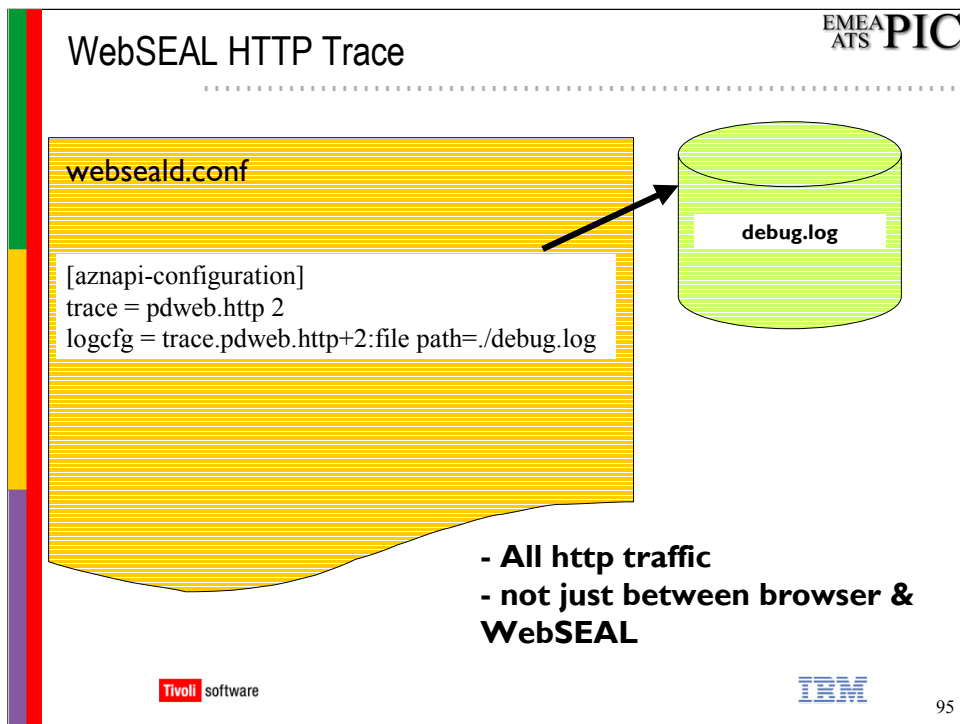 WebSEAL HTTP Trace
EMEA
ATS PIC
webseald.conf
[aznapi-configuration]
trace = pdweb.http 2
logcfg = trace.pdweb.http+2:file path=./debug.log
debug.log
- All http traffic
- not just between browser &
WebSEAL
Tivoli software
IBM
95